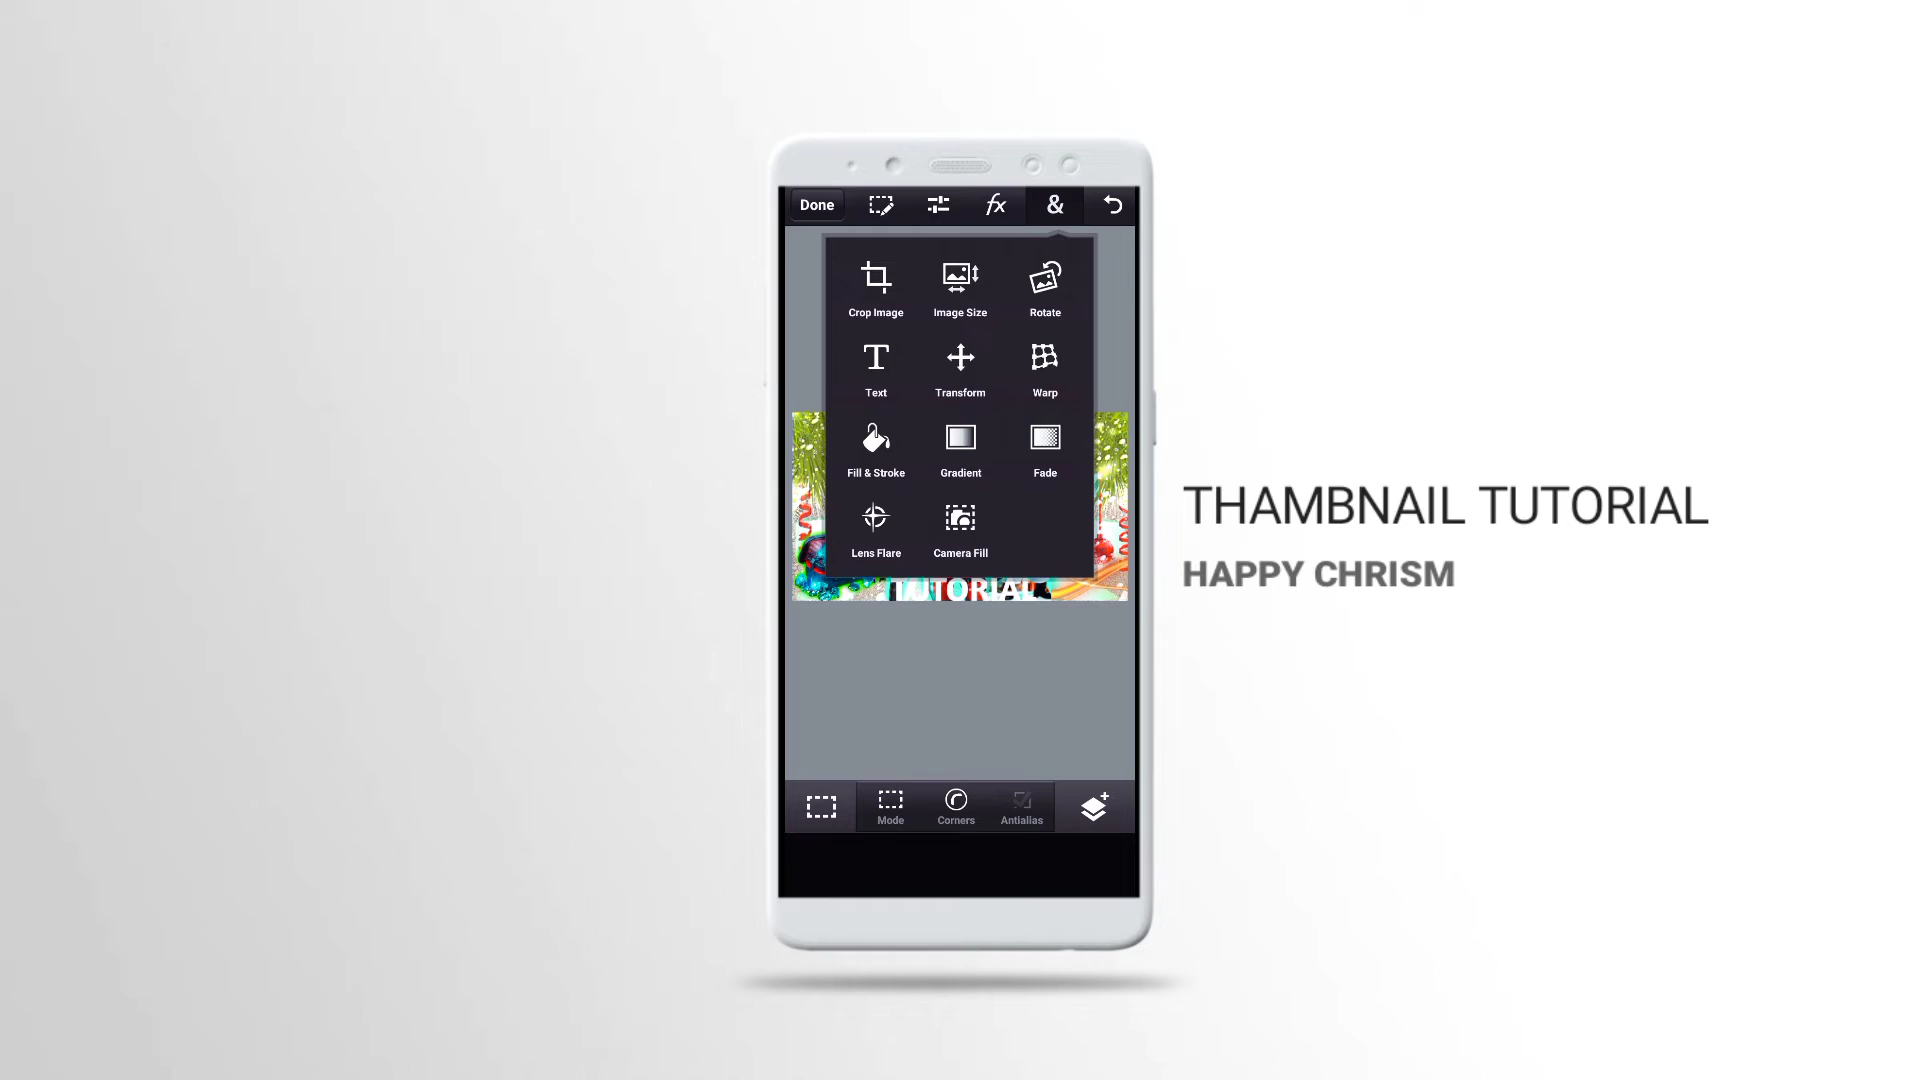 Done fx &
Crop Image Image Size Rotate
Text Transform Warp
Fill & Stroke Gradient Fade
Lens Flare Camera Fill
TUTORIAL
Mode Corners Antialias
THAMBNAIL TUTORIAL
HAPPY CHRISM